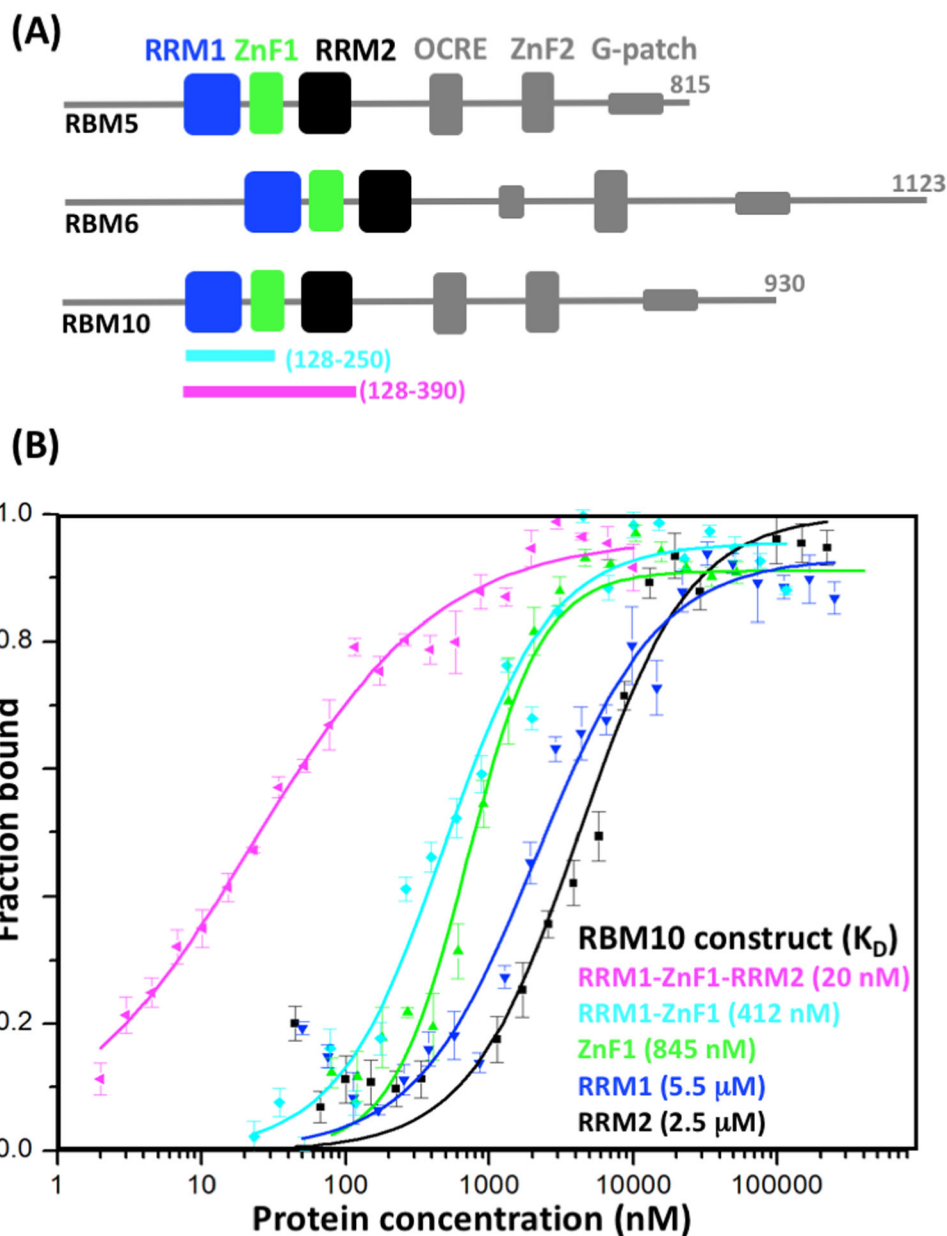 (A)
RRM1 ZnF1 RRM2 OCRE ZnF2 G-patch
815
RBM5
1123
RBM6
930
RBM10
(128-250)
(128-390)
(B)
1.0
0.8
0.2
0.0
Fraction bound
RBM10 construct (KD)
RRM1-ZnF1-RRM2 (20 nM)
RRM1-ZnF1 (412 nM)
ZnF1 (845 nM)
RRM1 (5.5 μM)
RRM2 (2.5 μM)
1 10 100 1000 10000 100000
Protein concentration (nM)